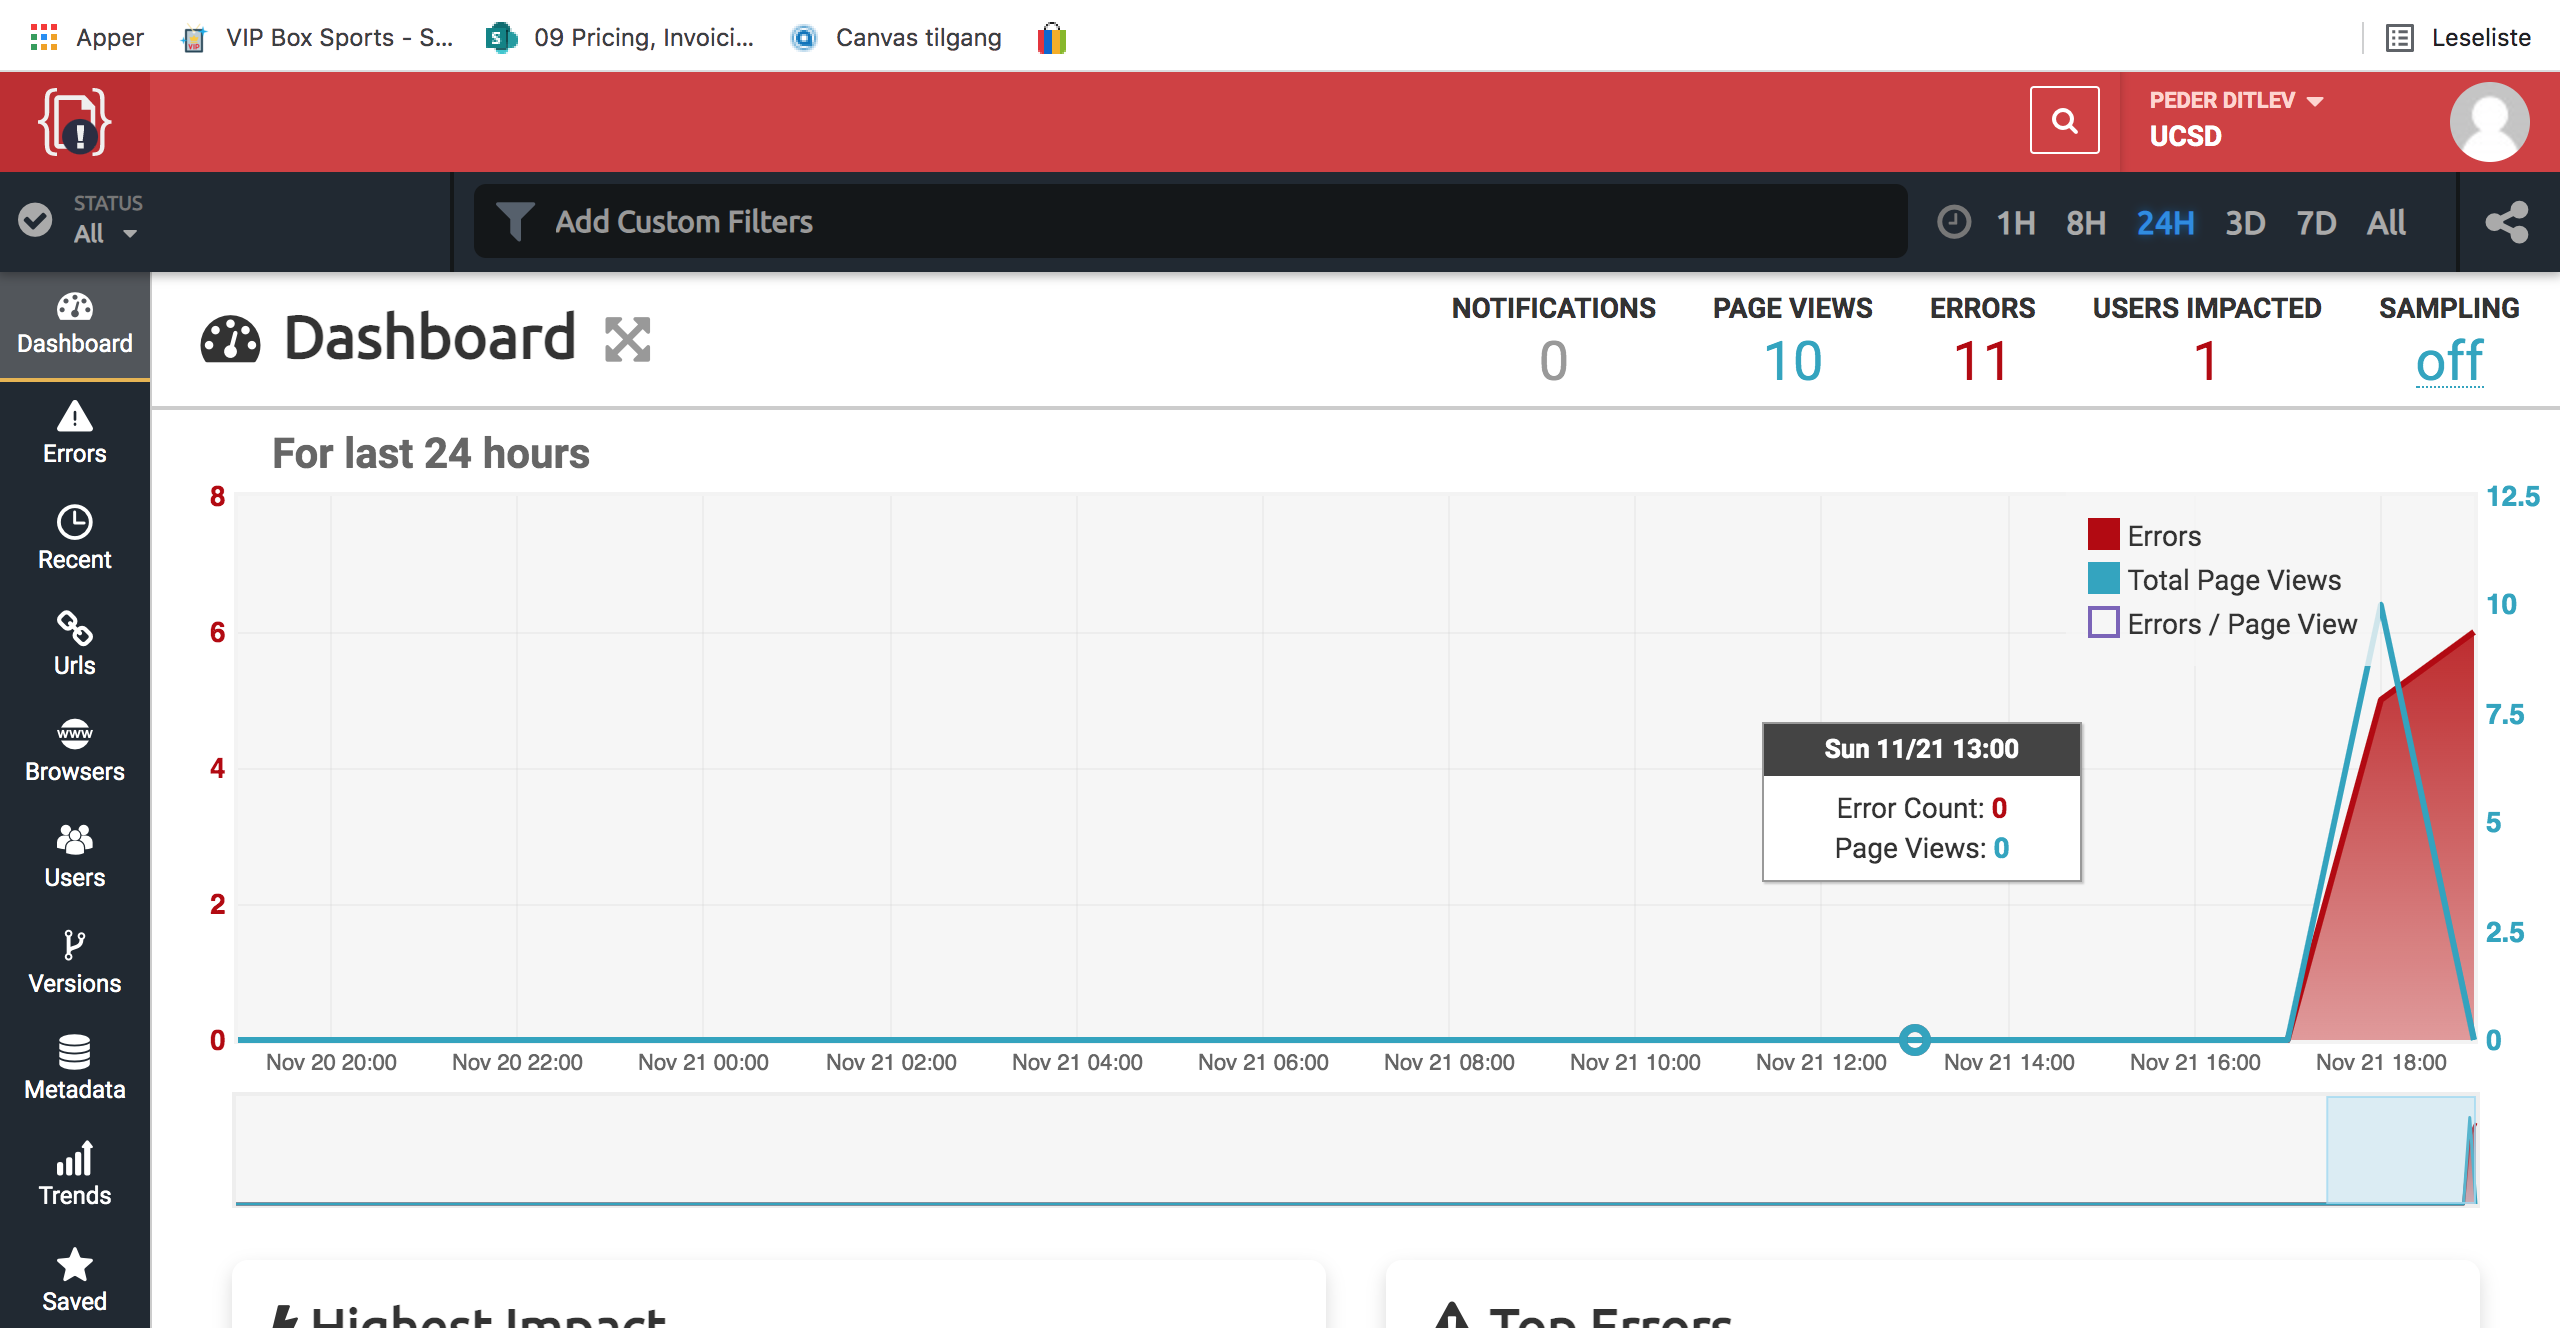 Apper
VIP Box Sports - S...
09 Pricing, Invoici...
Canvas tilgang
Leseliste
PEDER DITLEV
UCSD
STATUS
All
Add Custom Filters
1H 8H 24H 3D 7D All
Dashboard
Errors
Recent
Urls
www
Browsers
Users
Versions
Metadata
Trends
Saved
Dashboard
NOTIFICATIONS
0
PAGE VIEWS
10
ERRORS
11
USERS IMPACTED
1
SAMPLING
off
For last 24 hours
8
6
4
2
0
12.5
10
7.5
5
2.5
0
Errors
Total Page Views
Errors / Page View
Sun 11/21 13:00
Error Count: 0
Page Views: 0
Nov 20 20:00 Nov 20 22:00 Nov 21 00:00 Nov 21 02:00 Nov 21 04:00 Nov 21 06:00 Nov 21 08:00 Nov 21 10:00 Nov 21 12:00 Nov 21 14:00 Nov 21 16:00 Nov 21 18:00
Highest Impact
Top Errors